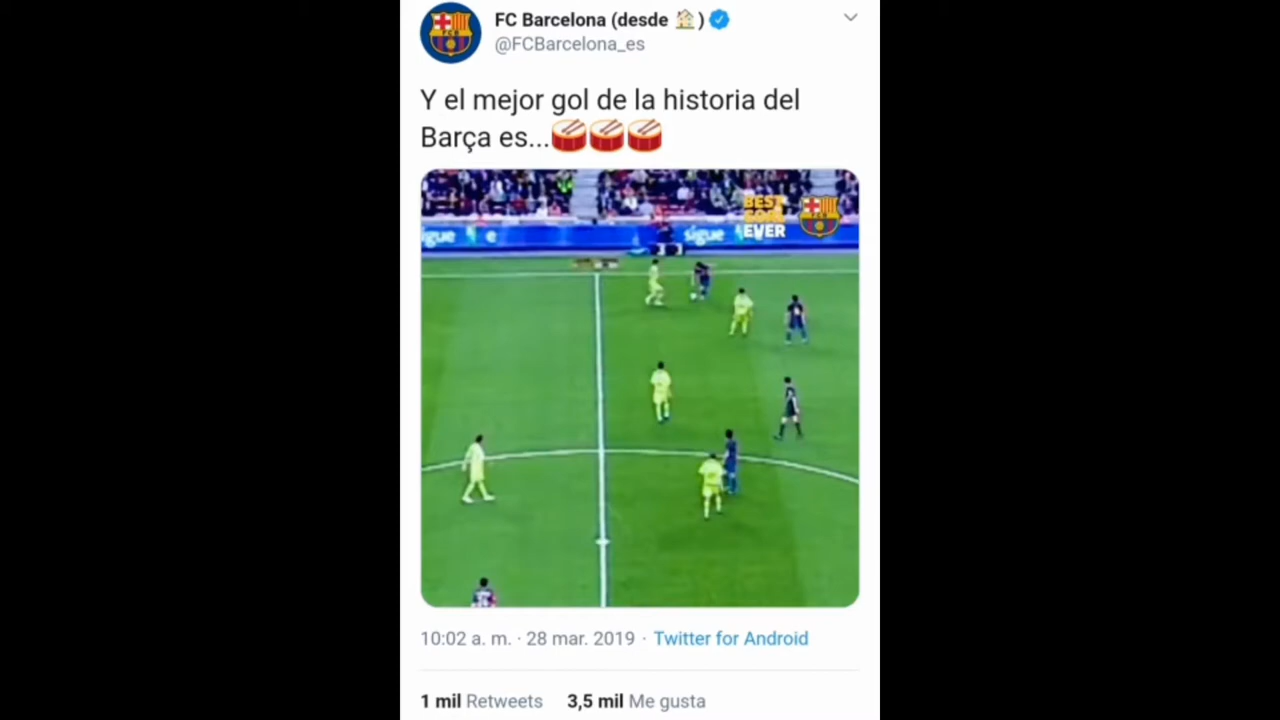 FC Barcelona (desde 🏠)
@FCBarcelona_es
Y el mejor gol de la historia del
Barça es...🥁🥁🥁
BEST
GOAL
EVER
FCB
sigue
10:02 a. m. · 28 mar. 2019 · Twitter for Android
1 mil Retweets 3,5 mil Me gusta